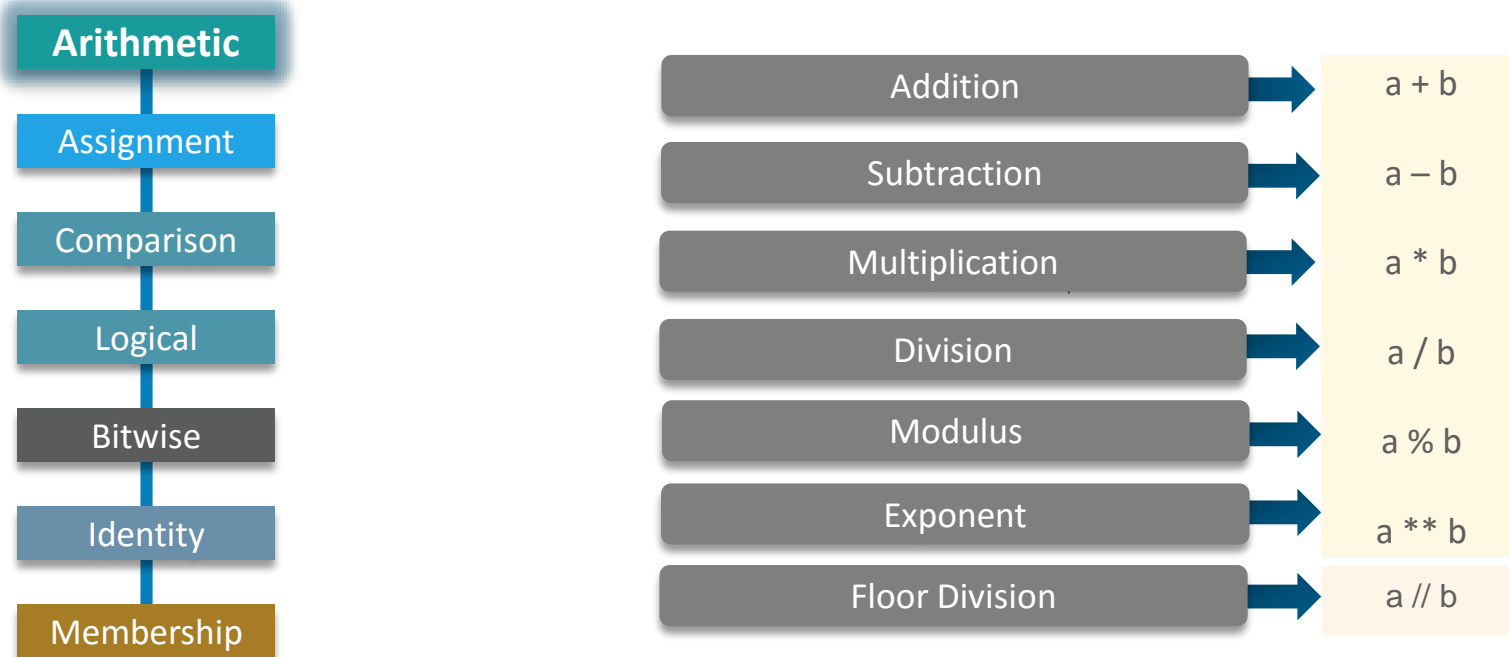 Arithmetic
Assignment
Comparison
Logical
Bitwise
Identity
Membership
Addition
a + b
Subtraction
a – b
Multiplication
a * b
Division
a / b
Modulus
a % b
Exponent
a ** b
Floor Division
a // b